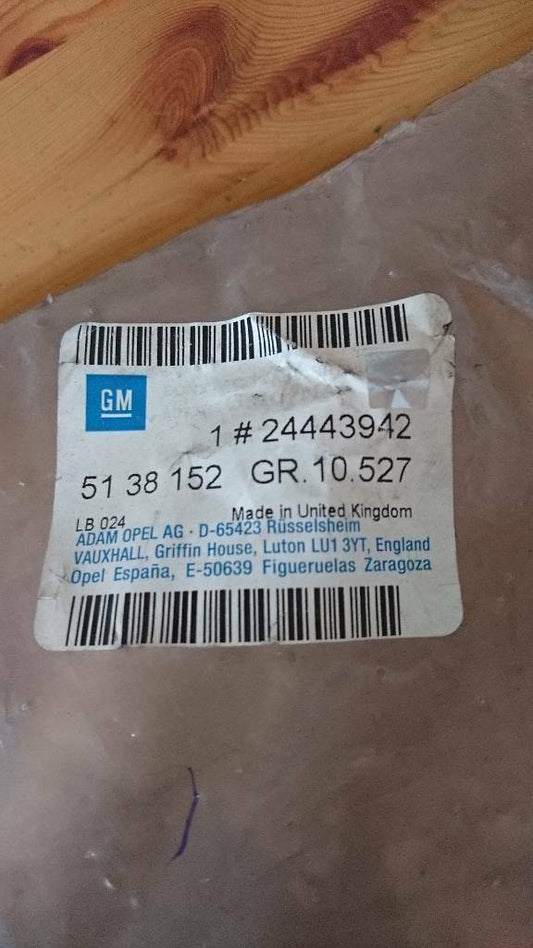 GM
1 # 24443942
51 38 152 GR.10.527
LB 024 Made in United Kingdom
ADAM OPEL AG · D-65423 Rüsselsheim
VAUXHALL, Griffin House, Luton LU1 3YT, England
Opel España, E-50639 Figueruelas Zaragoza